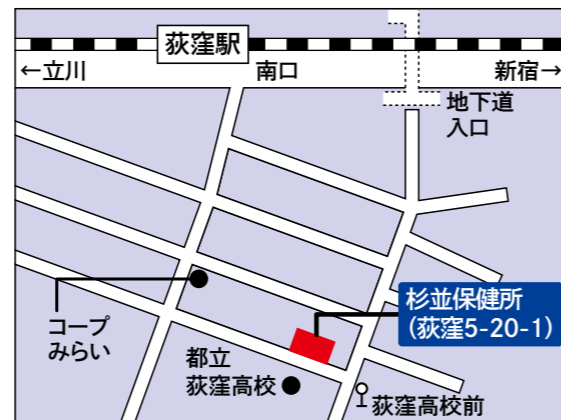 荻窪駅
←立川
南口
新宿→
地下道
入口
杉並保健所
(荻窪5-20-1)
コープ
みらい
都立
荻窪高校
荻窪高校前